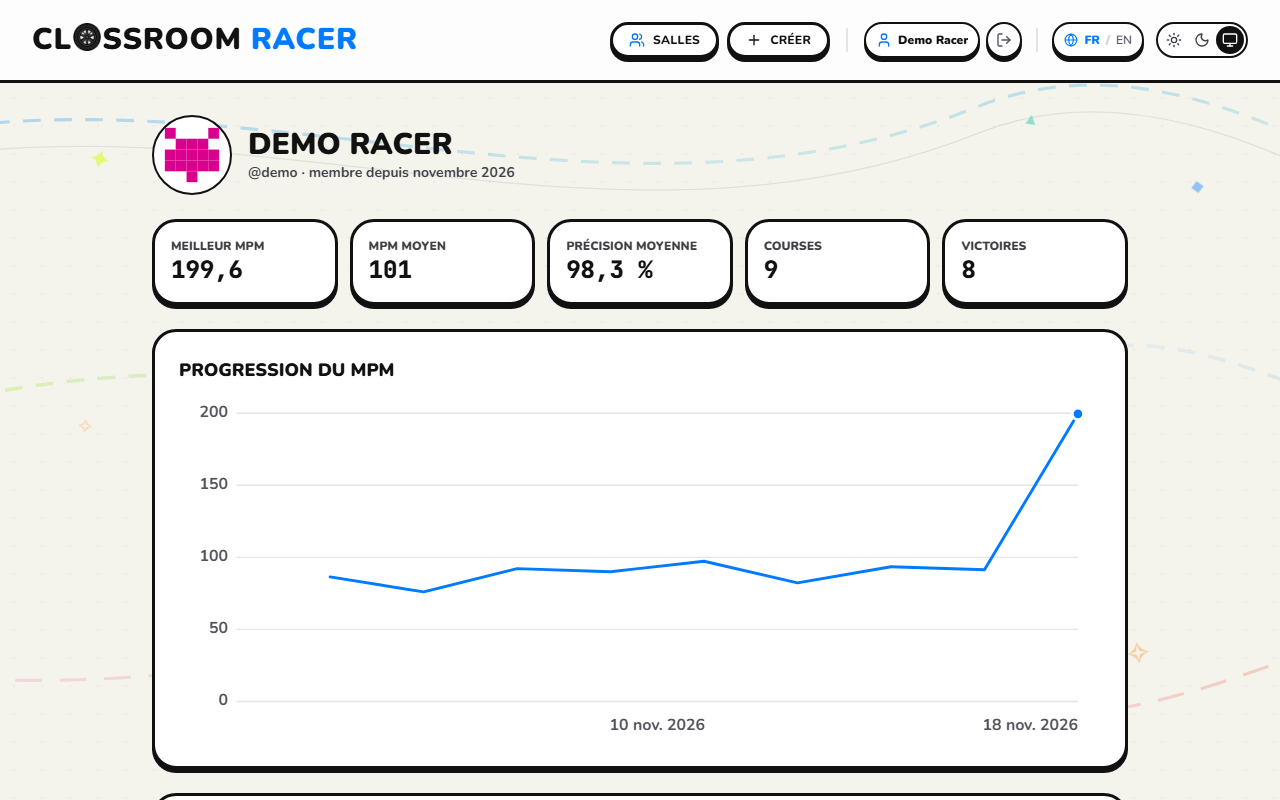 CLOSSROOM RACER
SALLES
CRÉER
Demo Racer
FR / EN
DEMO RACER
@demo · membre depuis novembre 2026
MEILLEUR MPM
199,6
MPM MOYEN
101
PRÉCISION MOYENNE
98,3 %
COURSES
9
VICTOIRES
8
PROGRESSION DU MPM
200
150
100
50
0
10 nov. 2026
18 nov. 2026